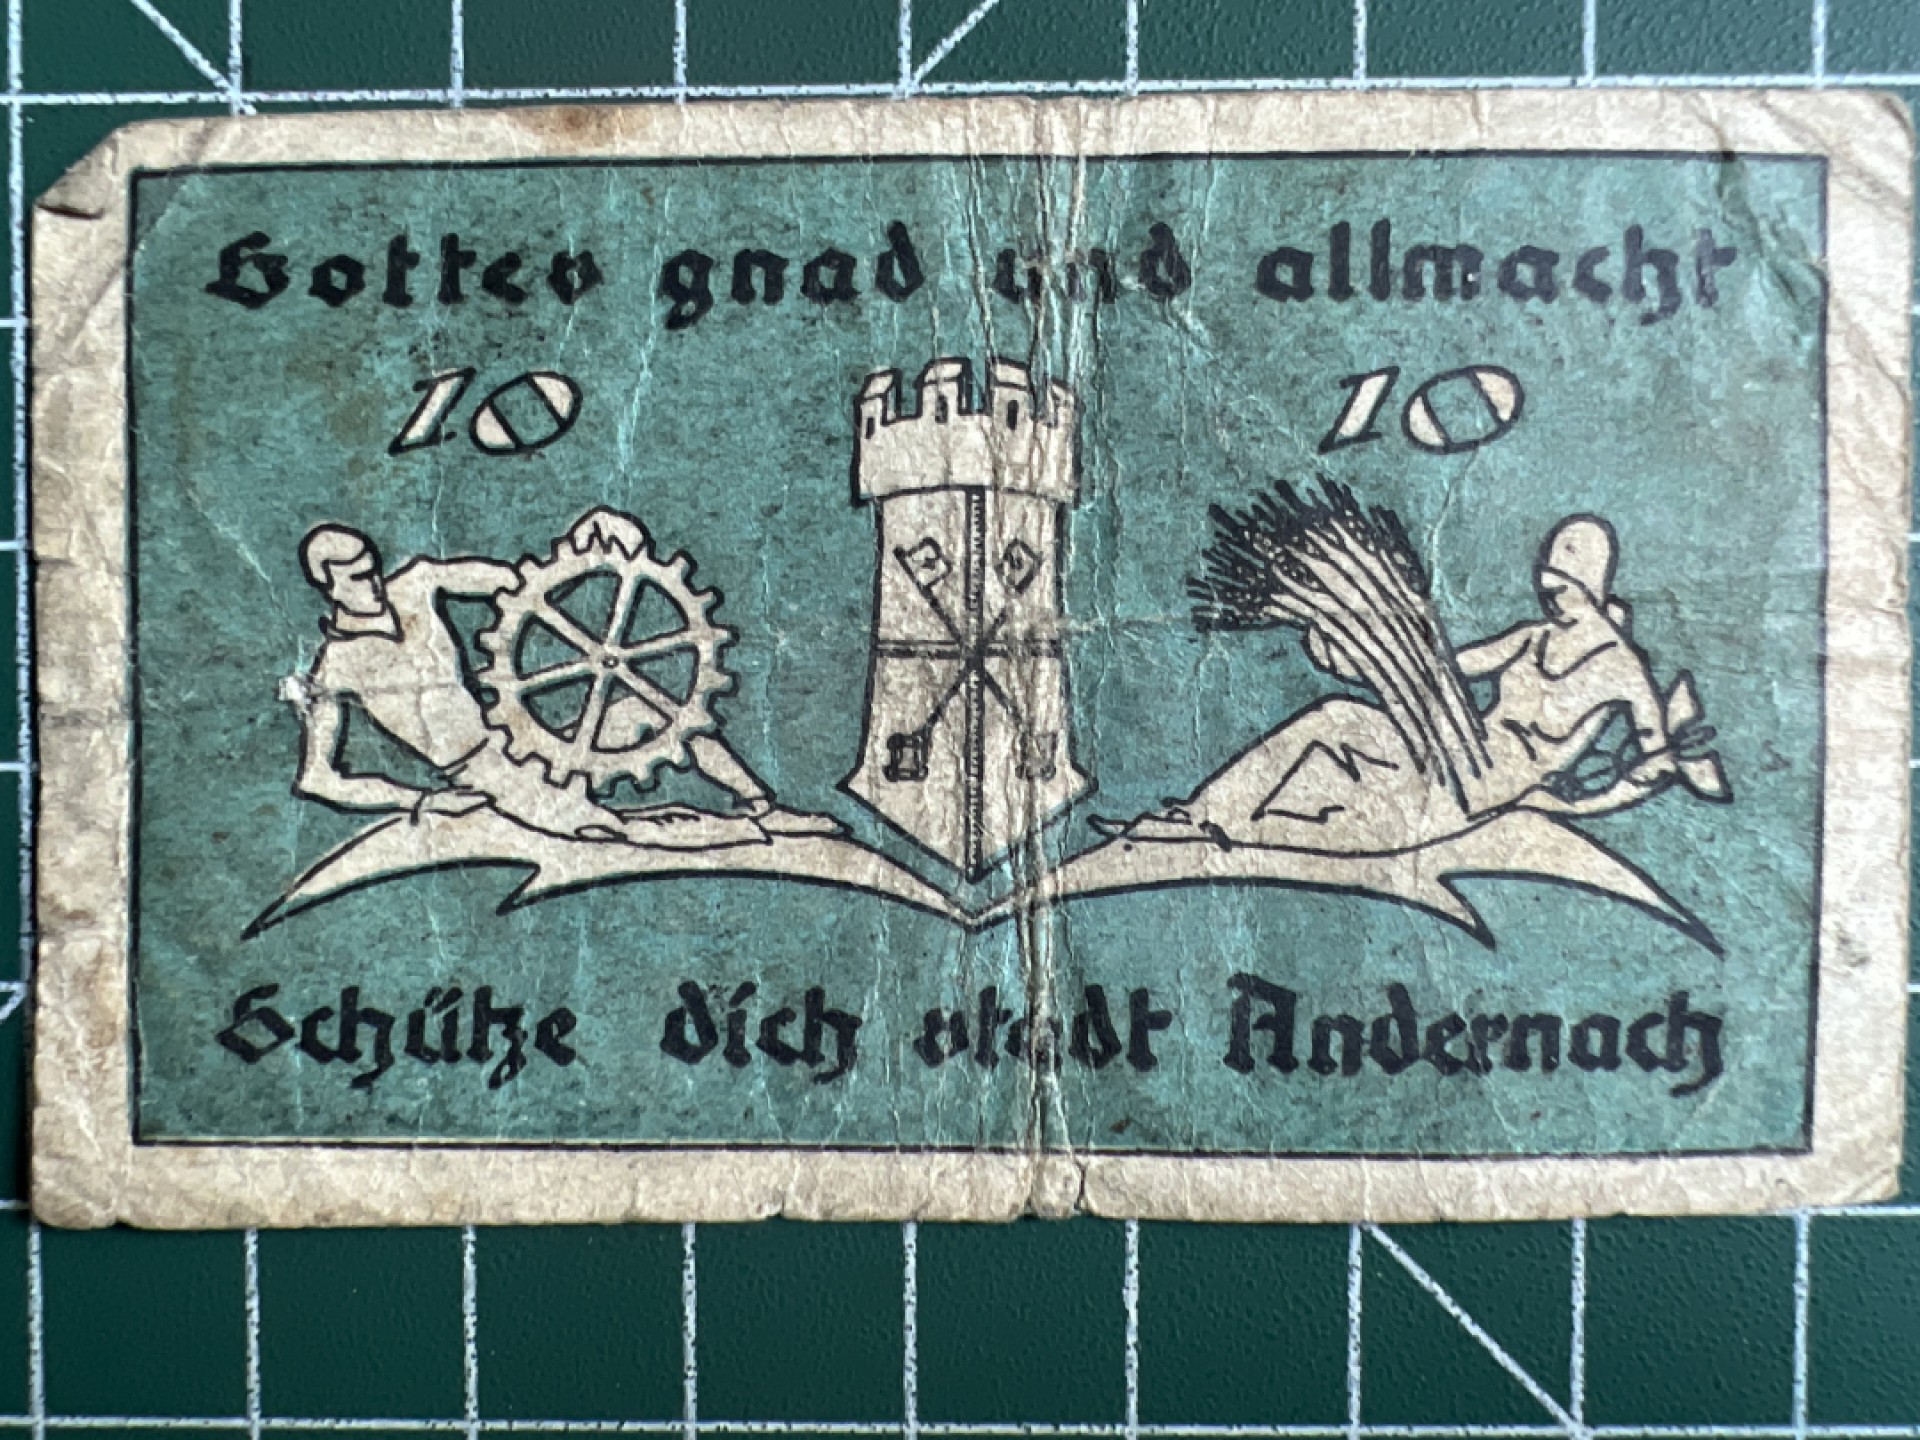 Gottes gnad und allmacht
10 10
Schütze dich stadt Andernach